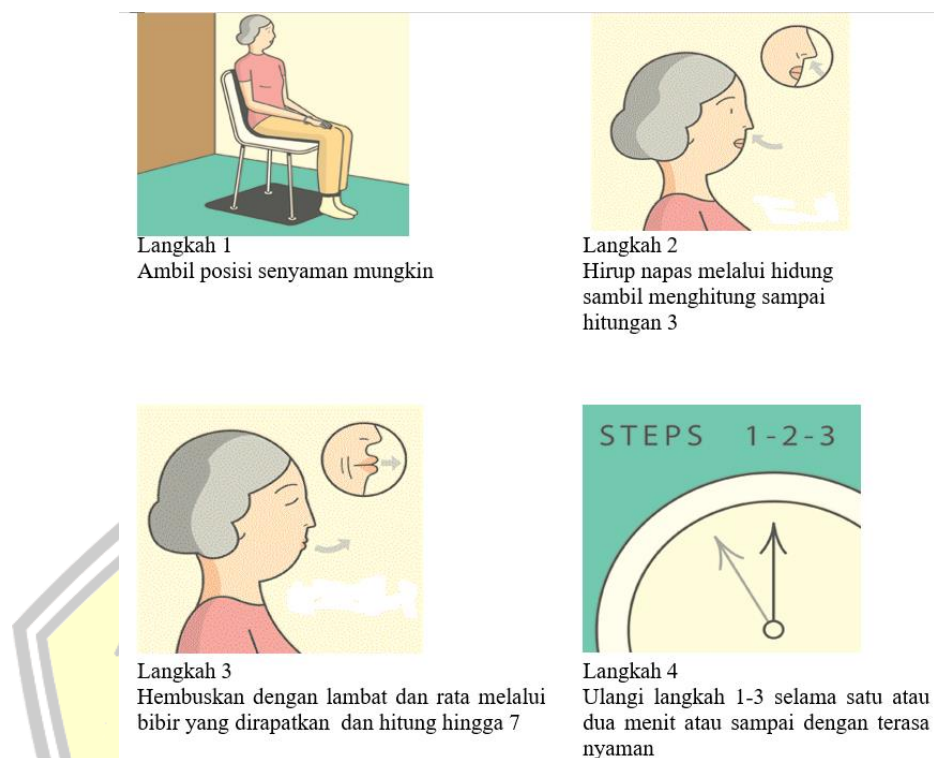 Langkah 1
Ambil posisi senyaman mungkin
Langkah 2
Hirup napas melalui hidung
sambil menghitung sampai
hitungan 3
Langkah 3
Hembuskan dengan lambat dan rata melalui
bibir yang dirapatkan dan hitung hingga 7
STEPS 1-2-3
Langkah 4
Ulangi langkah 1-3 selama satu atau
dua menit atau sampai dengan terasa
nyaman